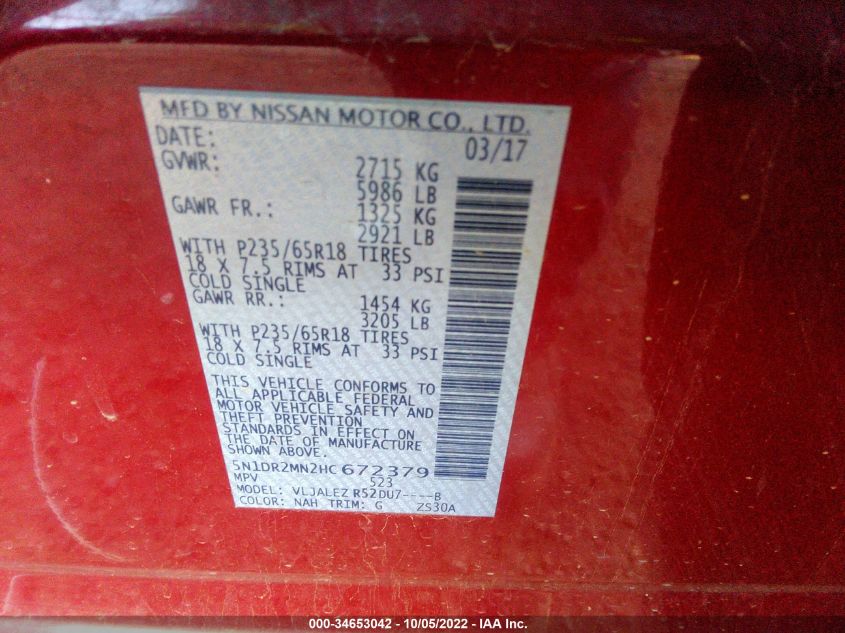 MFD BY NISSAN MOTOR CO., LTD.
DATE: 03/17
GVWR: 2715 KG
5986 LB
GAWR FR.: 1325 KG
2921 LB
WITH P235/65R18 TIRES
18 X 7.5 RIMS AT 33 PSI
COLD SINGLE
GAWR RR.: 1454 KG
3205 LB
WITH P235/65R18 TIRES
18 X 7.5 RIMS AT 33 PSI
COLD SINGLE
THIS VEHICLE CONFORMS TO
ALL APPLICABLE FEDERAL
MOTOR VEHICLE SAFETY AND
THEFT PREVENTION
STANDARDS IN EFFECT ON
THE DATE OF MANUFACTURE
SHOWN ABOVE.
5N1DR2MN2HC672379
MPV 523
MODEL: VLJALEZ R52DU7----B
COLOR: NAH TRIM: G ZS30A
000-34653042 - 10/05/2022 - IAA Inc.